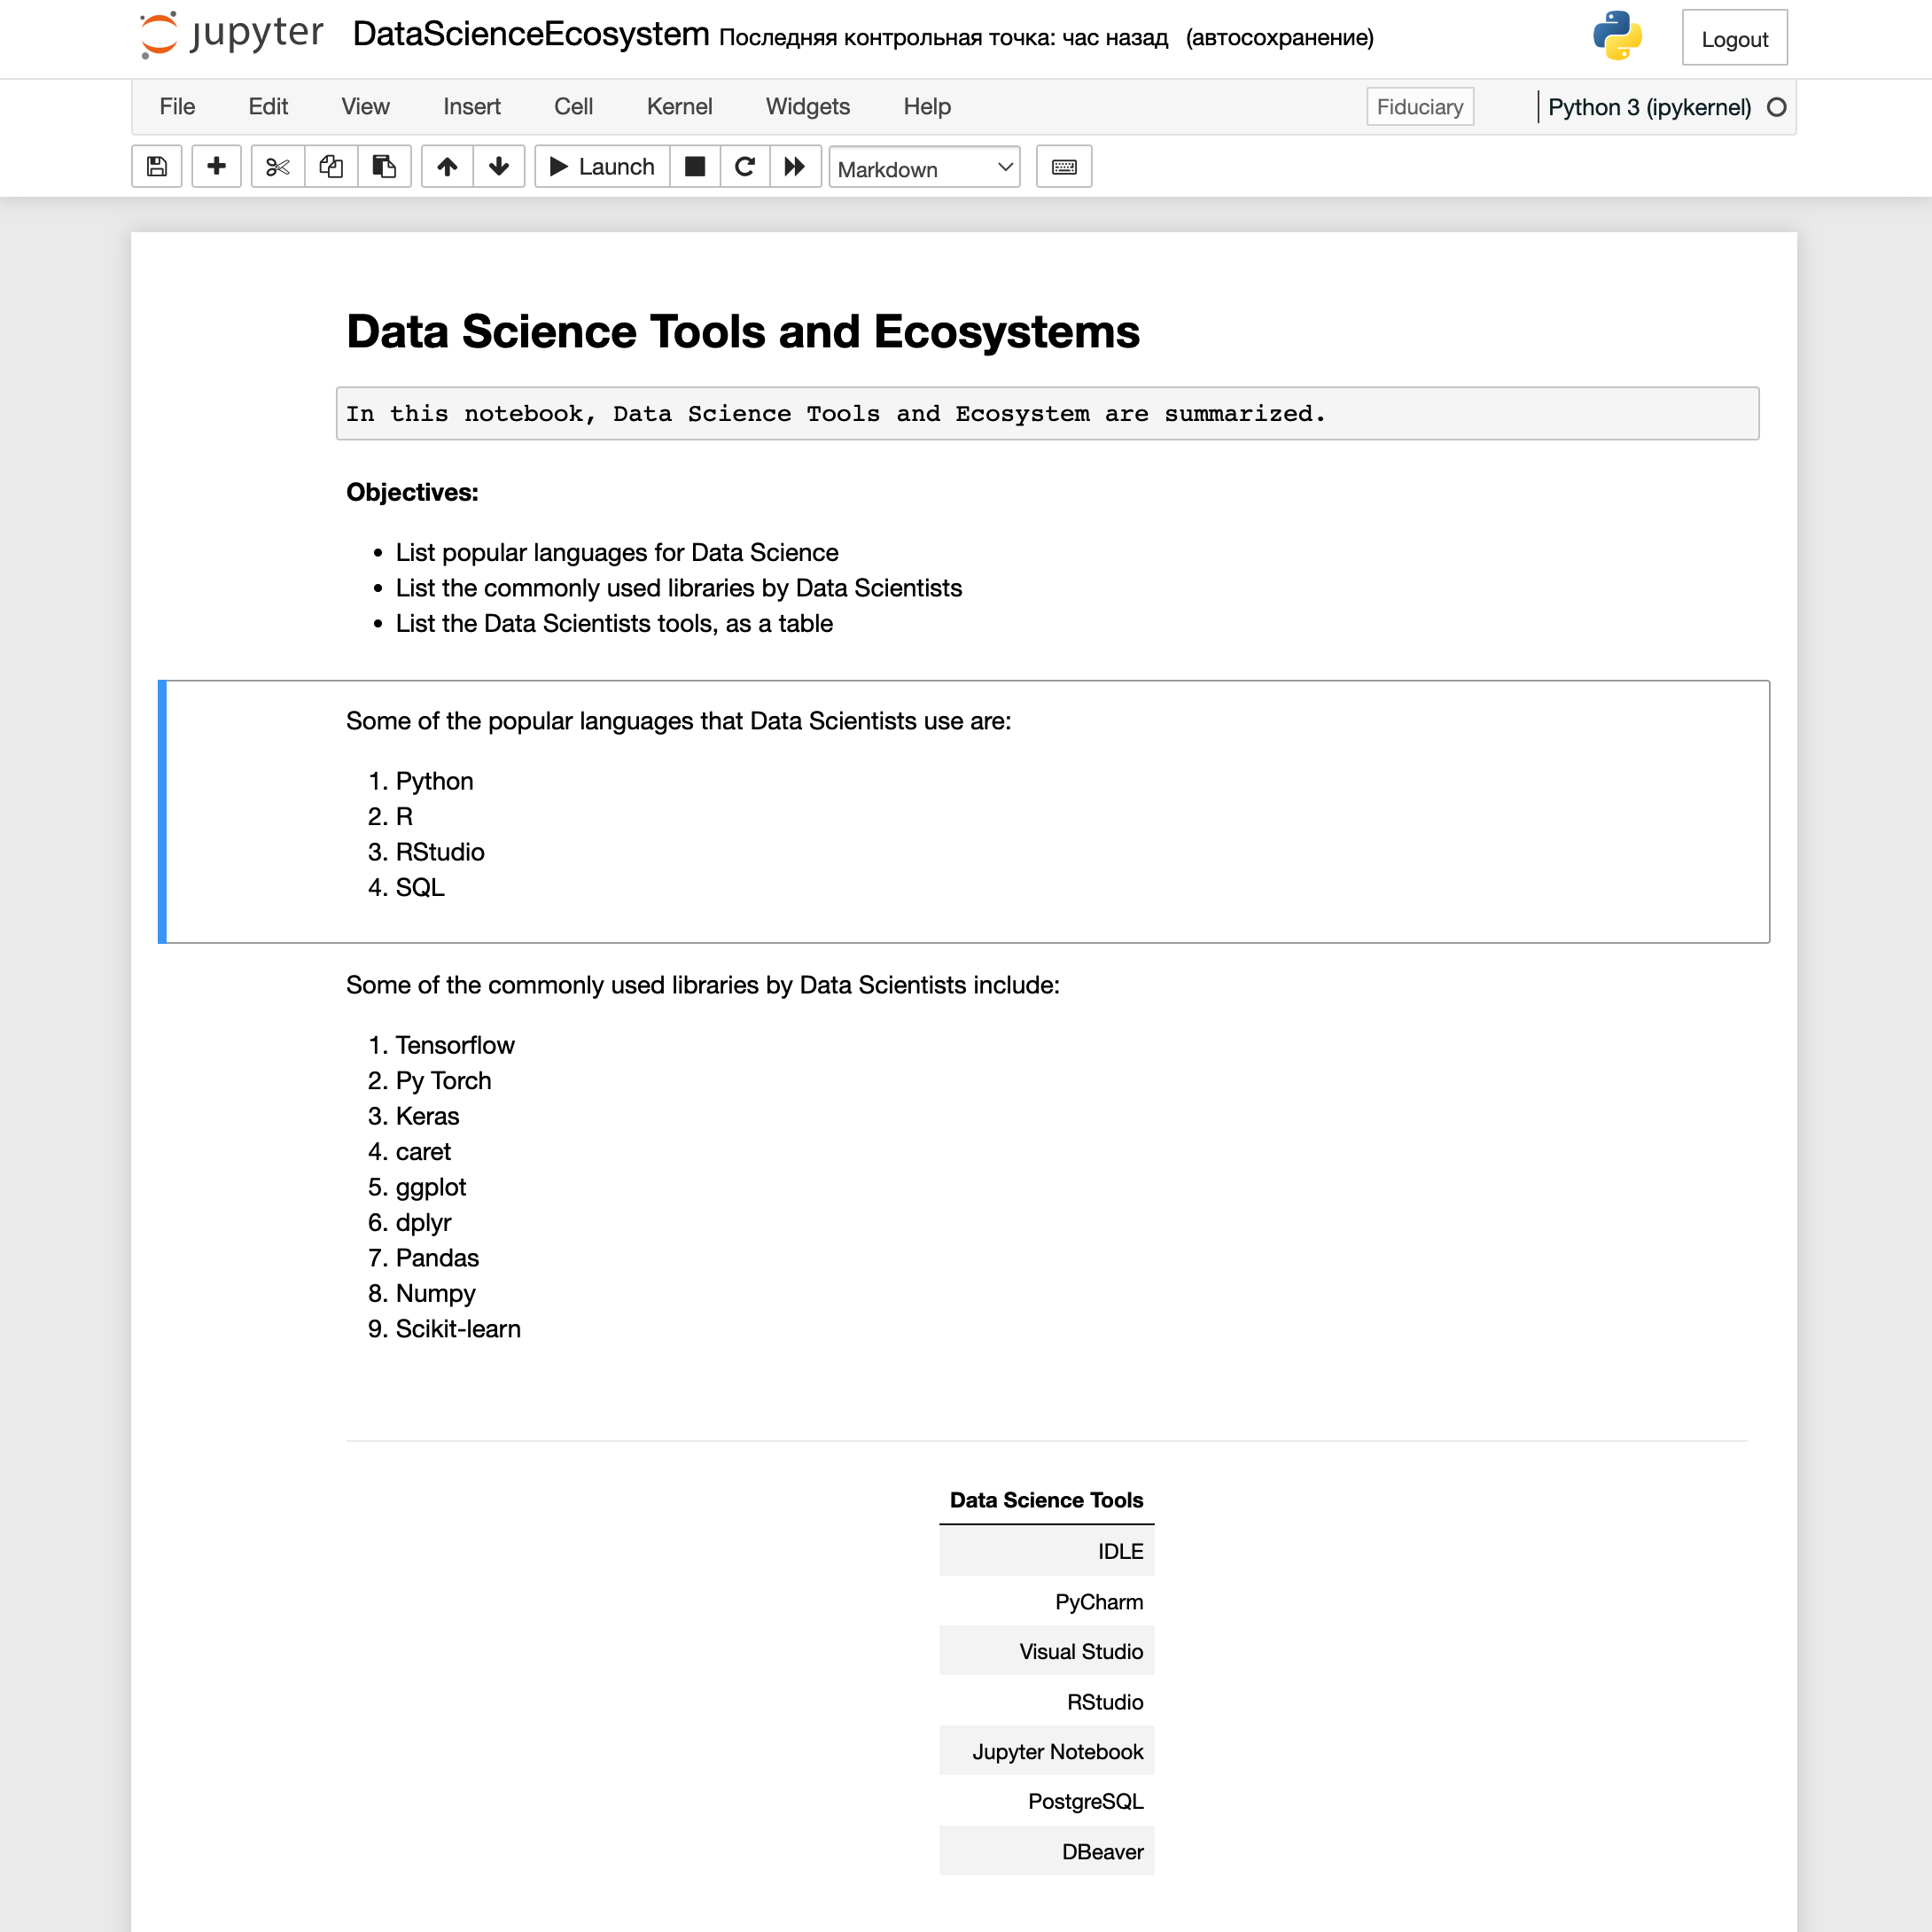 jupyter DataScienceEcosystem Последняя контрольная точка: час назад (автосохранение) Logout
File Edit View Insert Cell Kernel Widgets Help Fiduciary Python 3 (ipykernel)
Launch Markdown
Data Science Tools and Ecosystems
In this notebook, Data Science Tools and Ecosystem are summarized.
Objectives:
• List popular languages for Data Science
• List the commonly used libraries by Data Scientists
• List the Data Scientists tools, as a table
Some of the popular languages that Data Scientists use are:
1. Python
2. R
3. RStudio
4. SQL
Some of the commonly used libraries by Data Scientists include:
1. Tensorflow
2. Py Torch
3. Keras
4. caret
5. ggplot
6. dplyr
7. Pandas
8. Numpy
9. Scikit-learn
Data Science Tools
IDLE
PyCharm
Visual Studio
RStudio
Jupyter Notebook
PostgreSQL
DBeaver